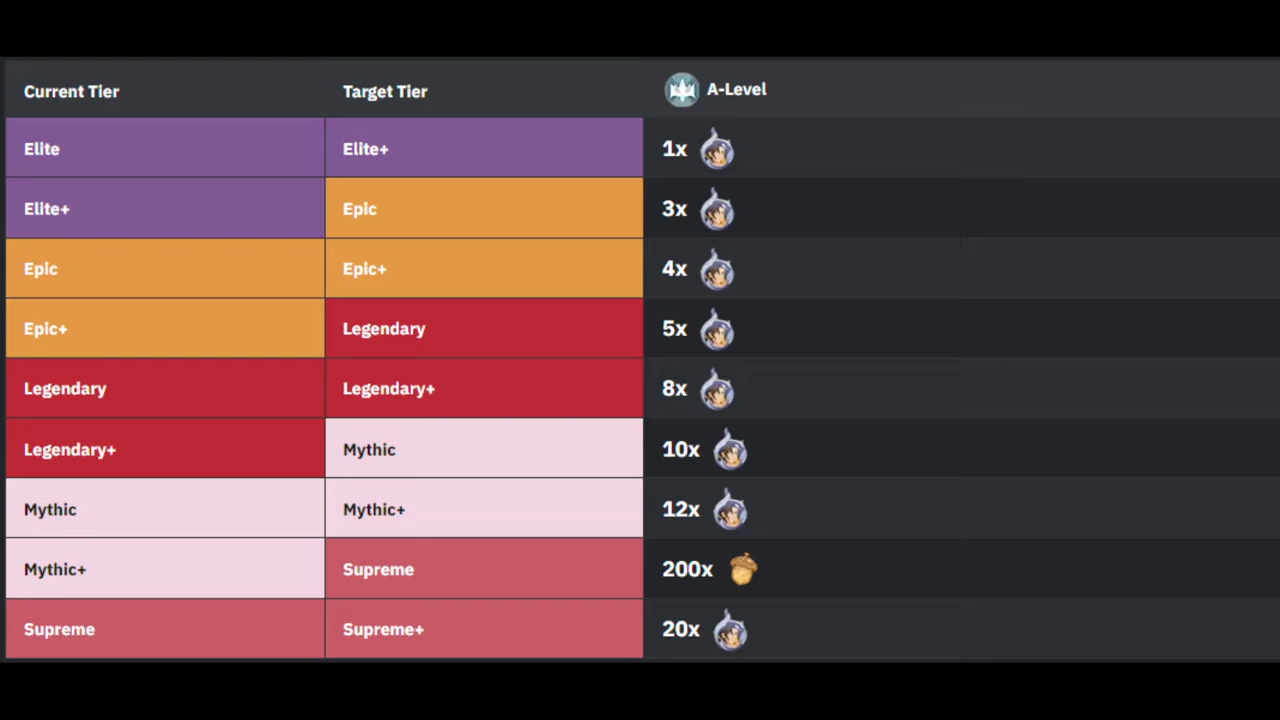 Current Tier Target Tier A-Level
Elite Elite+ 1x
Elite+ Epic 3x
Epic Epic+ 4x
Epic+ Legendary 5x
Legendary Legendary+ 8x
Legendary+ Mythic 10x
Mythic Mythic+ 12x
Mythic+ Supreme 200x
Supreme Supreme+ 20x